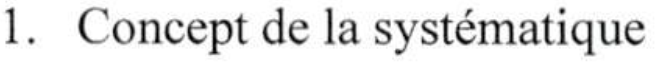 1. Concept de la systématique